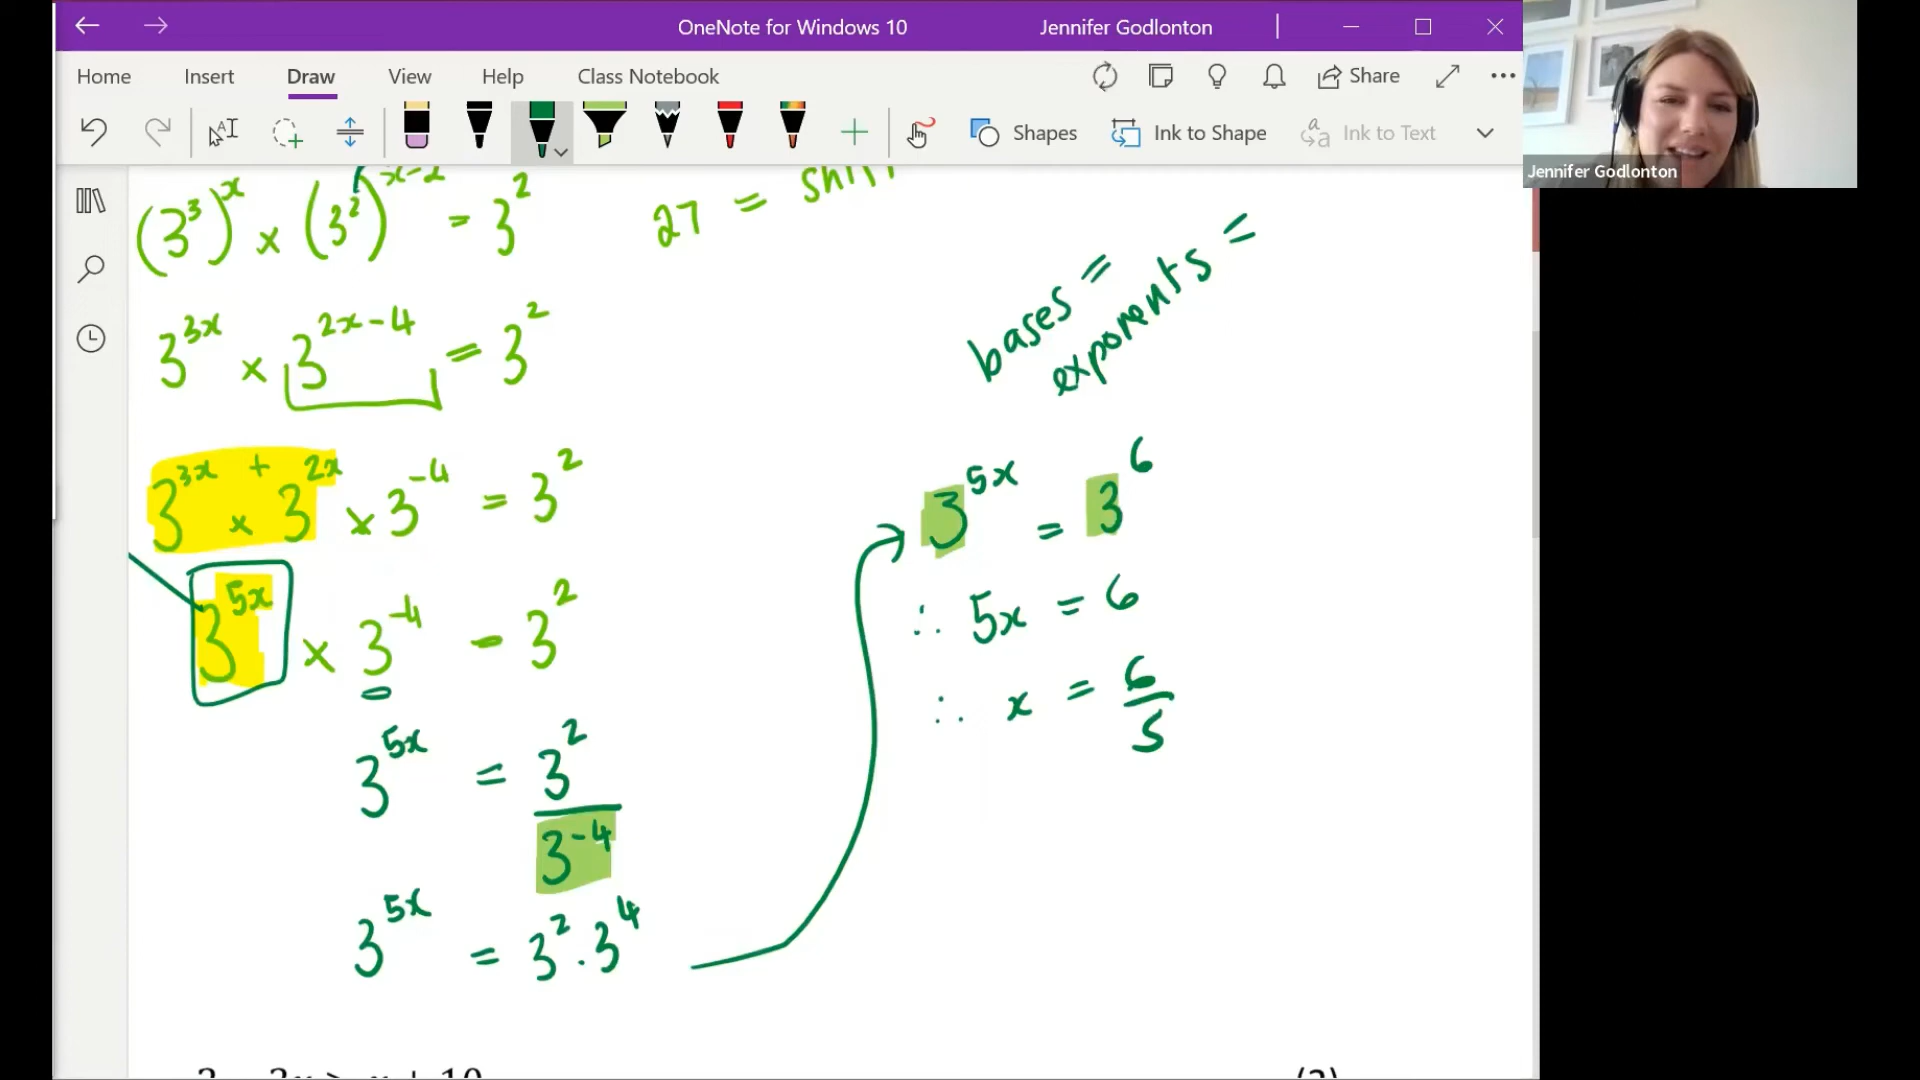 OneNote for Windows 10
Jennifer Godlonton
Home Insert Draw View Help Class Notebook
Share
Shapes Ink to Shape Ink to Text
Jennifer Godlonton
(3³)ˣ × (3²)ˣ⁻² = 3²
27 = shift
bases =
exponents =
3³ˣ × 3²ˣ⁻⁴ = 3²
3³ˣ ⁺ × 3²ˣ × 3⁻⁴ = 3²
3⁵ˣ × 3⁻⁴ = 3²
3⁵ˣ = 3²/3⁻⁴
3⁵ˣ = 3² . 3⁴
3⁵ˣ = 3⁶
∴ 5x = 6
∴ x = 6/5